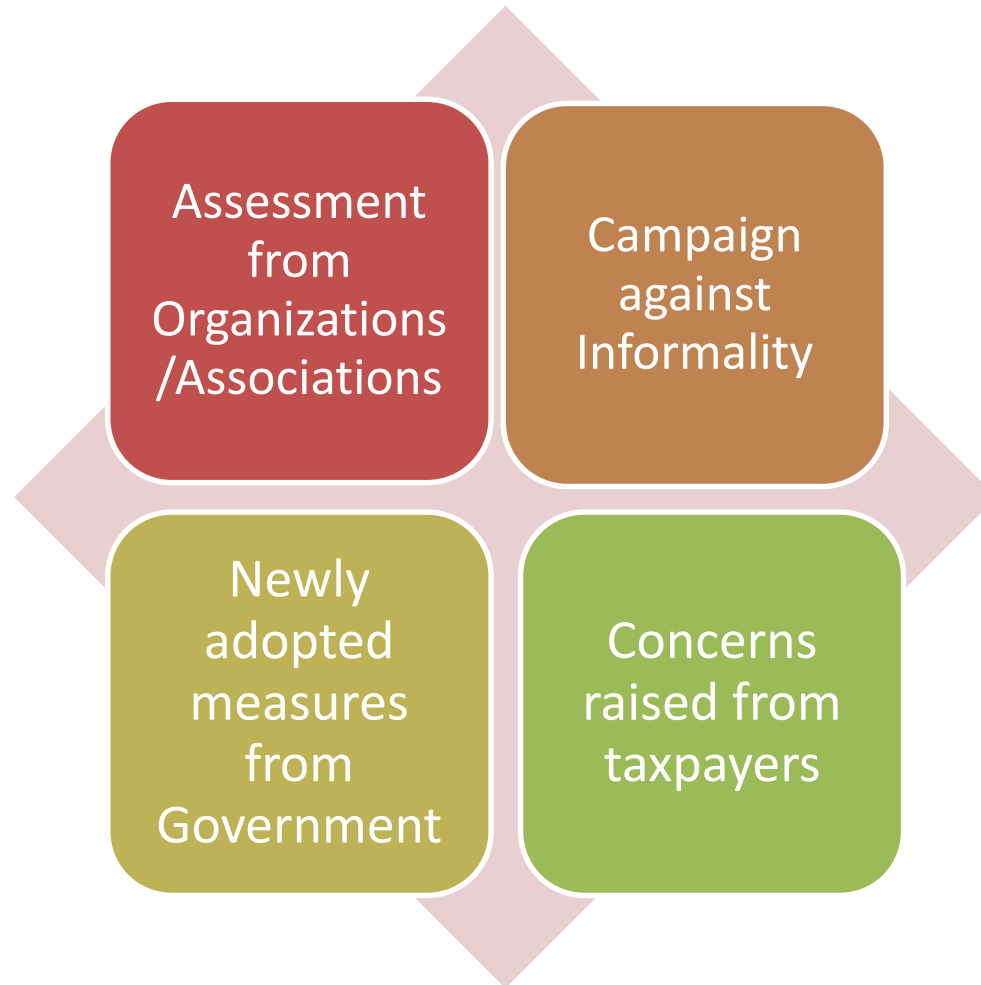 Assessment
from
Organizations
/Associations
Campaign
against
Informality
Newly
adopted
measures
from
Government
Concerns
raised from
taxpayers